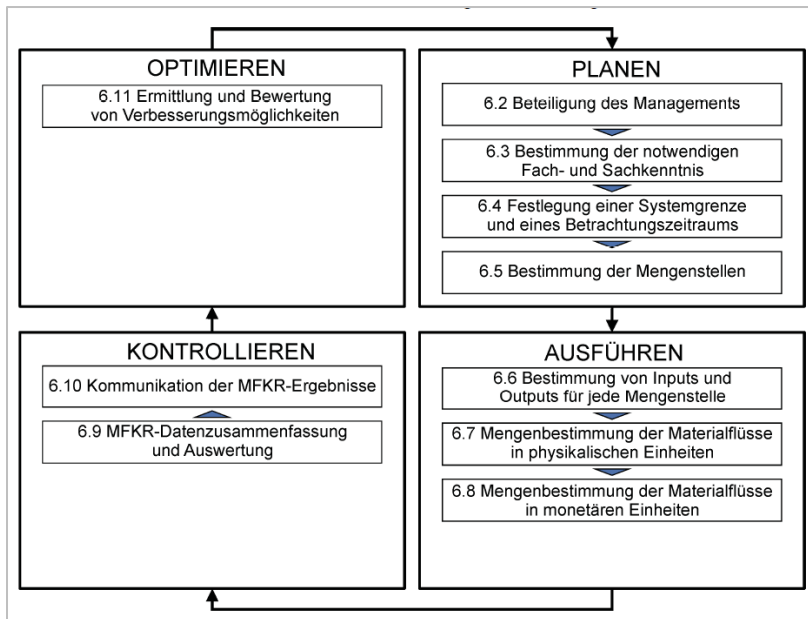 OPTIMIEREN
6.11 Ermittlung und Bewertung
von Verbesserungsmöglichkeiten
PLANEN
6.2 Beteiligung des Managements
6.3 Bestimmung der notwendigen
Fach- und Sachkenntnis
6.4 Festlegung einer Systemgrenze
und eines Betrachtungszeitraums
6.5 Bestimmung der Mengenstellen
KONTROLLIEREN
6.10 Kommunikation der MFKR-Ergebnisse
6.9 MFKR-Datenzusammenfassung
und Auswertung
AUSFÜHREN
6.6 Bestimmung von Inputs und
Outputs für jede Mengenstelle
6.7 Mengenbestimmung der Materialflüsse
in physikalischen Einheiten
6.8 Mengenbestimmung der Materialflüsse
in monetären Einheiten